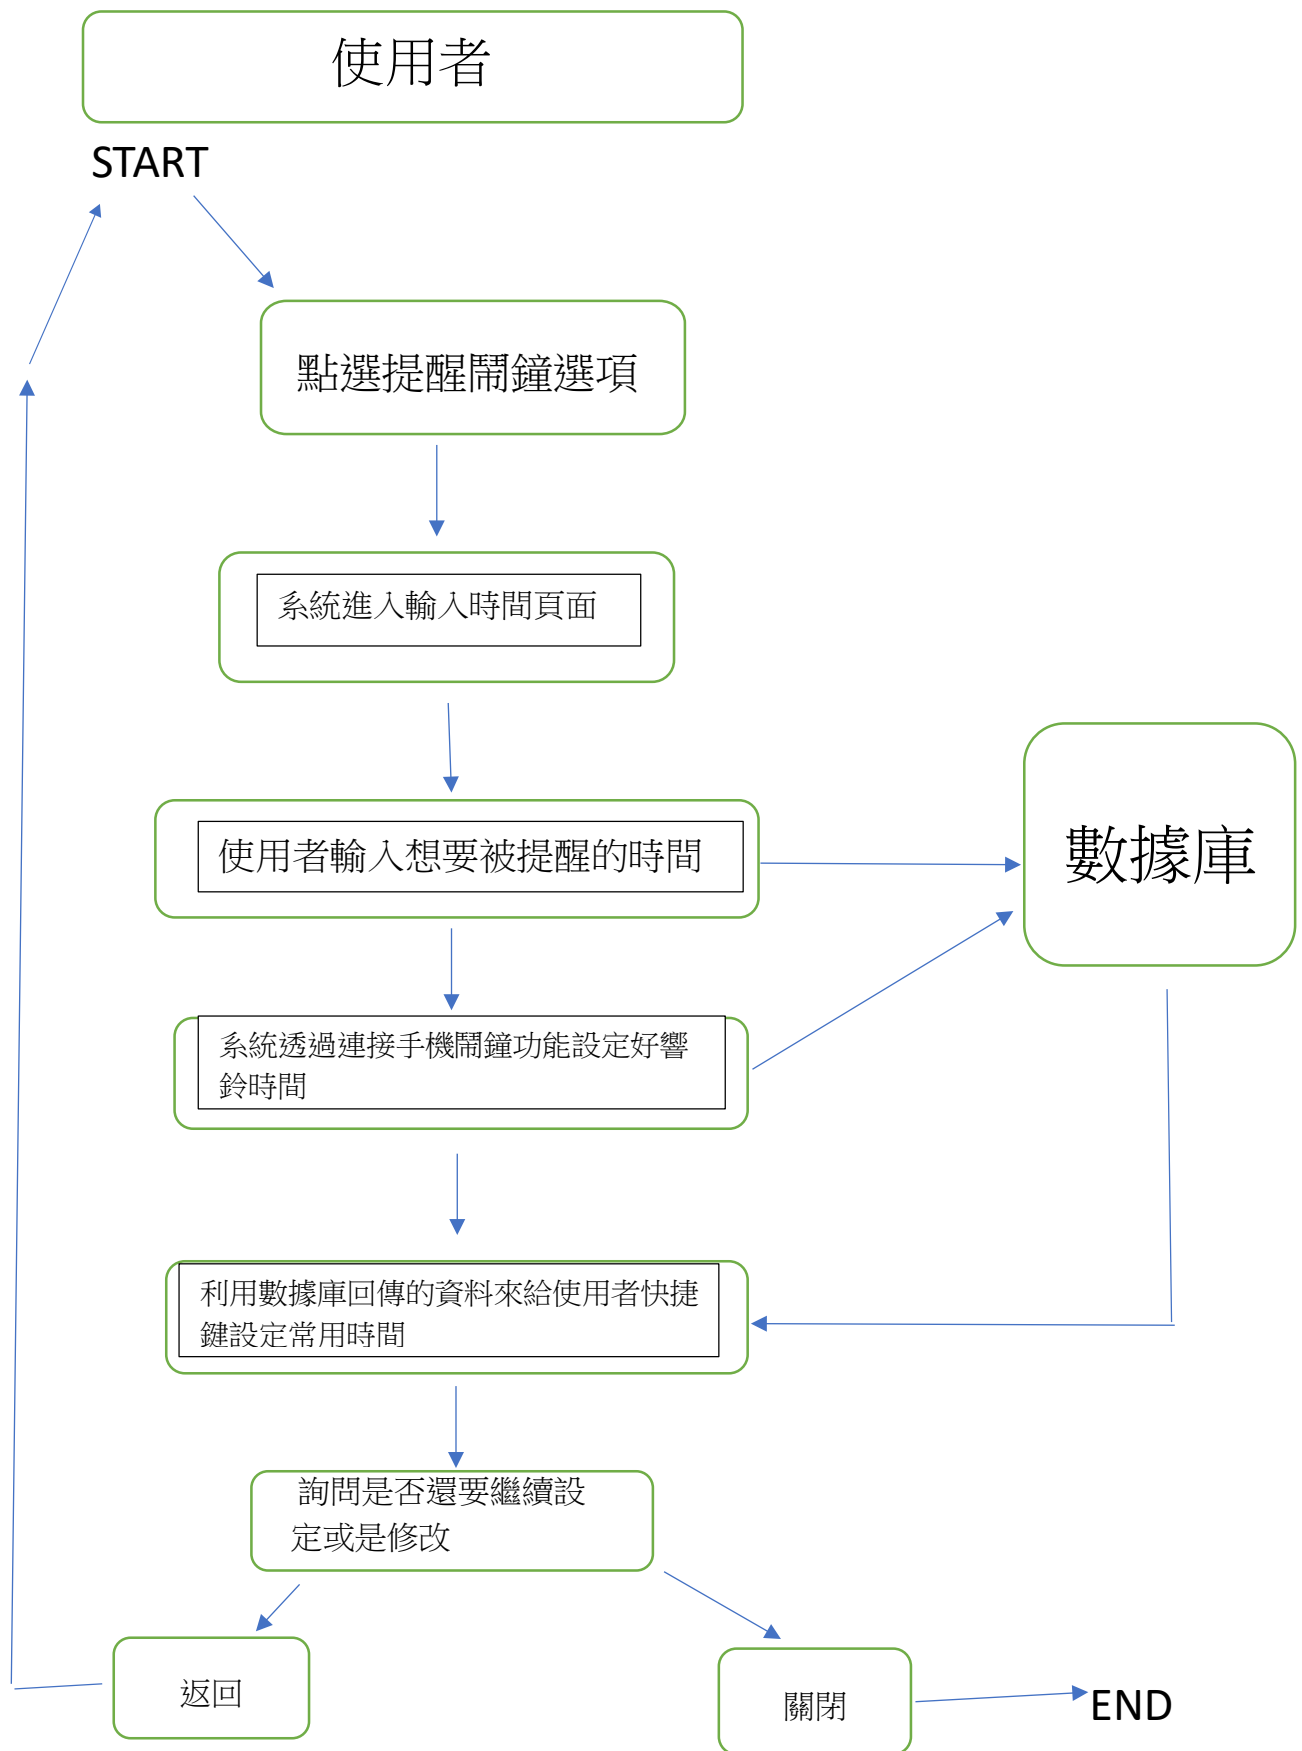 使用者
START
點選提醒鬧鐘選項
系統進入輸入時間頁面
使用者輸入想要被提醒的時間
數據庫
系統透過連接手機鬧鐘功能設定好響
鈴時間
利用數據庫回傳的資料來給使用者快捷
鍵設定常用時間
詢問是否還要繼續設
定或是修改
返回
關閉
END